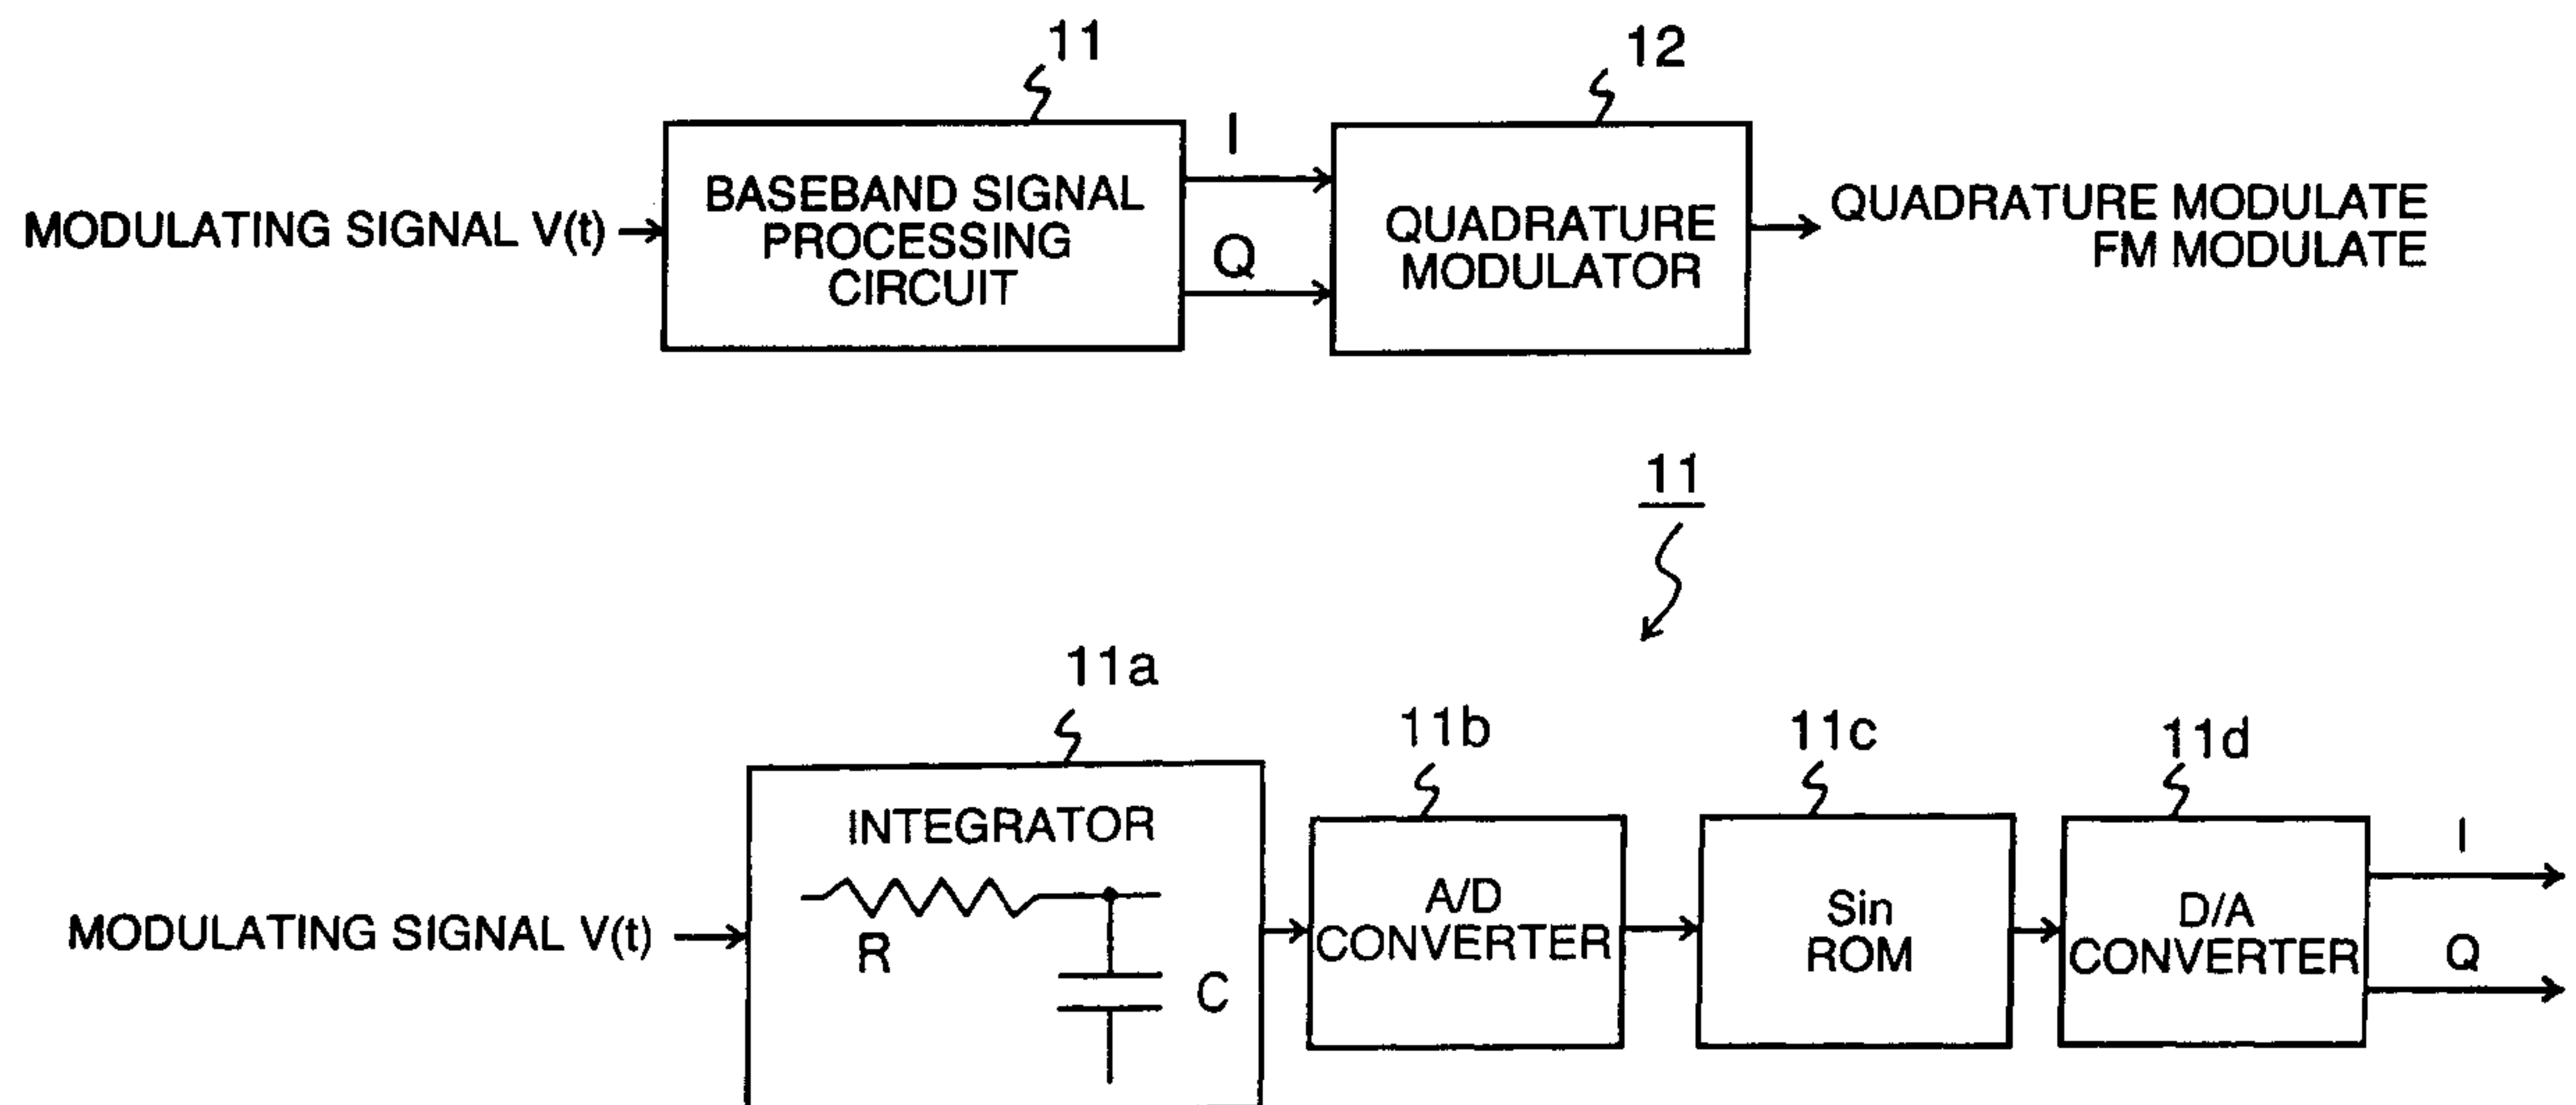 11
12
MODULATING SIGNAL V(t)
BASEBAND SIGNAL
PROCESSING
CIRCUIT
I
Q
QUADRATURE
MODULATOR
QUADRATURE MODULATE
FM MODULATE
11
11a
11b
11c
11d
MODULATING SIGNAL V(t)
INTEGRATOR
R
C
A/D
CONVERTER
Sin
ROM
D/A
CONVERTER
I
Q